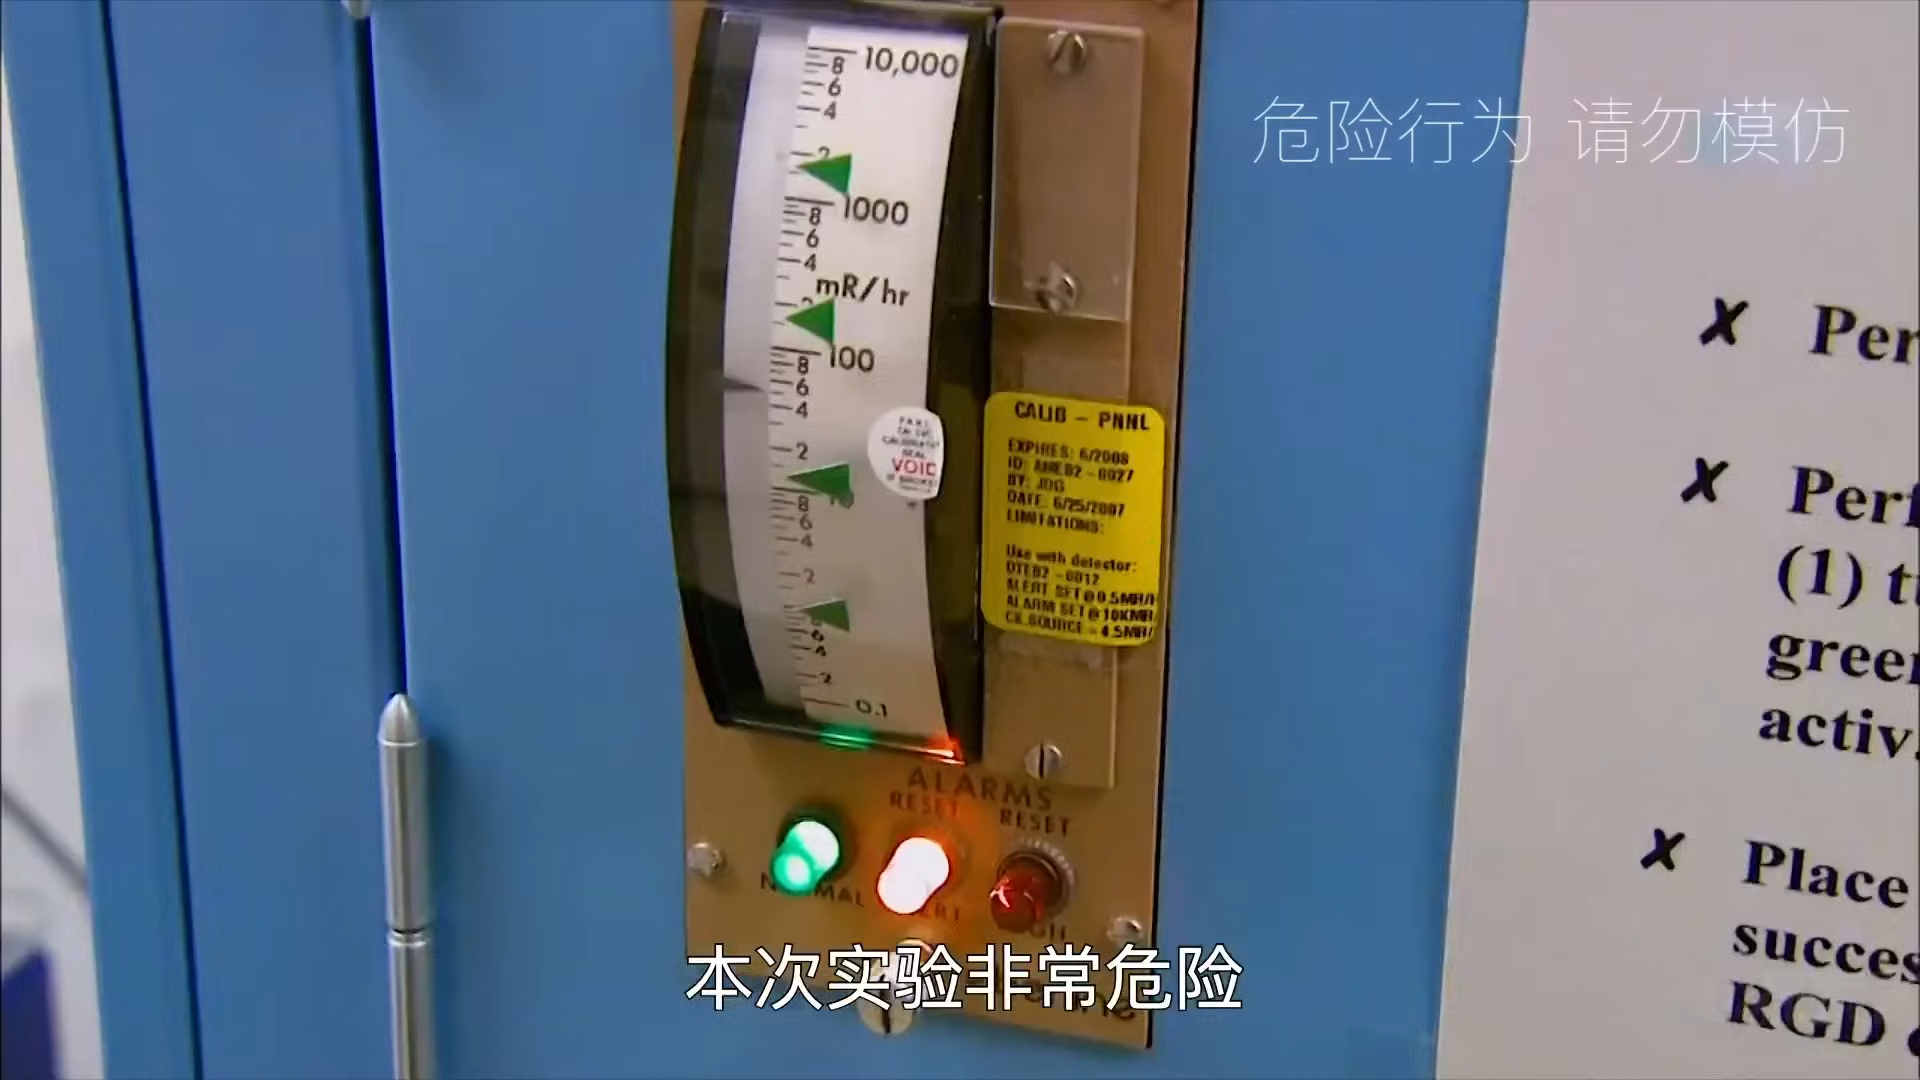 危险行为 请勿模仿
10,000
8
6
4
2
1000
8
6
4
mR/hr
2
100
8
6
4
2
10
8
6
4
2
6
4
2
0.1
VOID
CALIB - PNNL
EXPIRES: 6/2008
ID: AMEB2-0027
BY: JDG
DATE: 6/25/2007
LIMITATIONS:
Use with detector:
DTEB2-0012
ALERT SET @ 0.5MR/
ALARM SET @ 10KMR
CK SOURCE = 4.5MR/
ALARMS
RESET
RESET
NORMAL
✗ Per
✗ Perf
(1) t
gree
activ
✗ Place
succes
RGD
本次实验非常危险